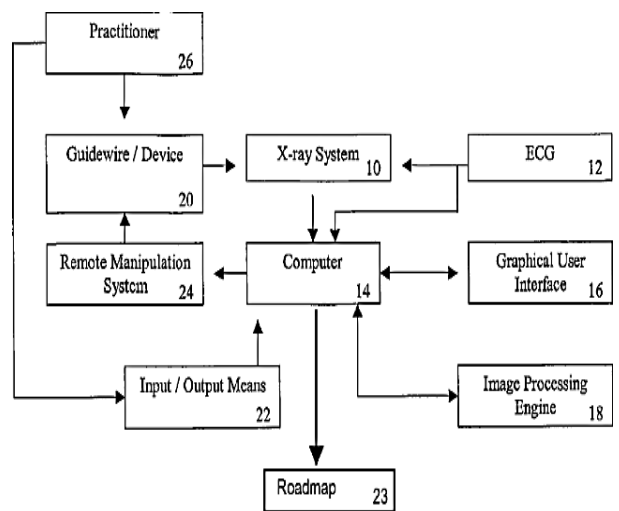 Practitioner
26
Guidewire / Device
20
X-ray System
10
ECG
12
Remote Manipulation
System
24
Computer
14
Graphical User
Interface
16
Input / Output Means
22
Image Processing
Engine
18
Roadmap
23